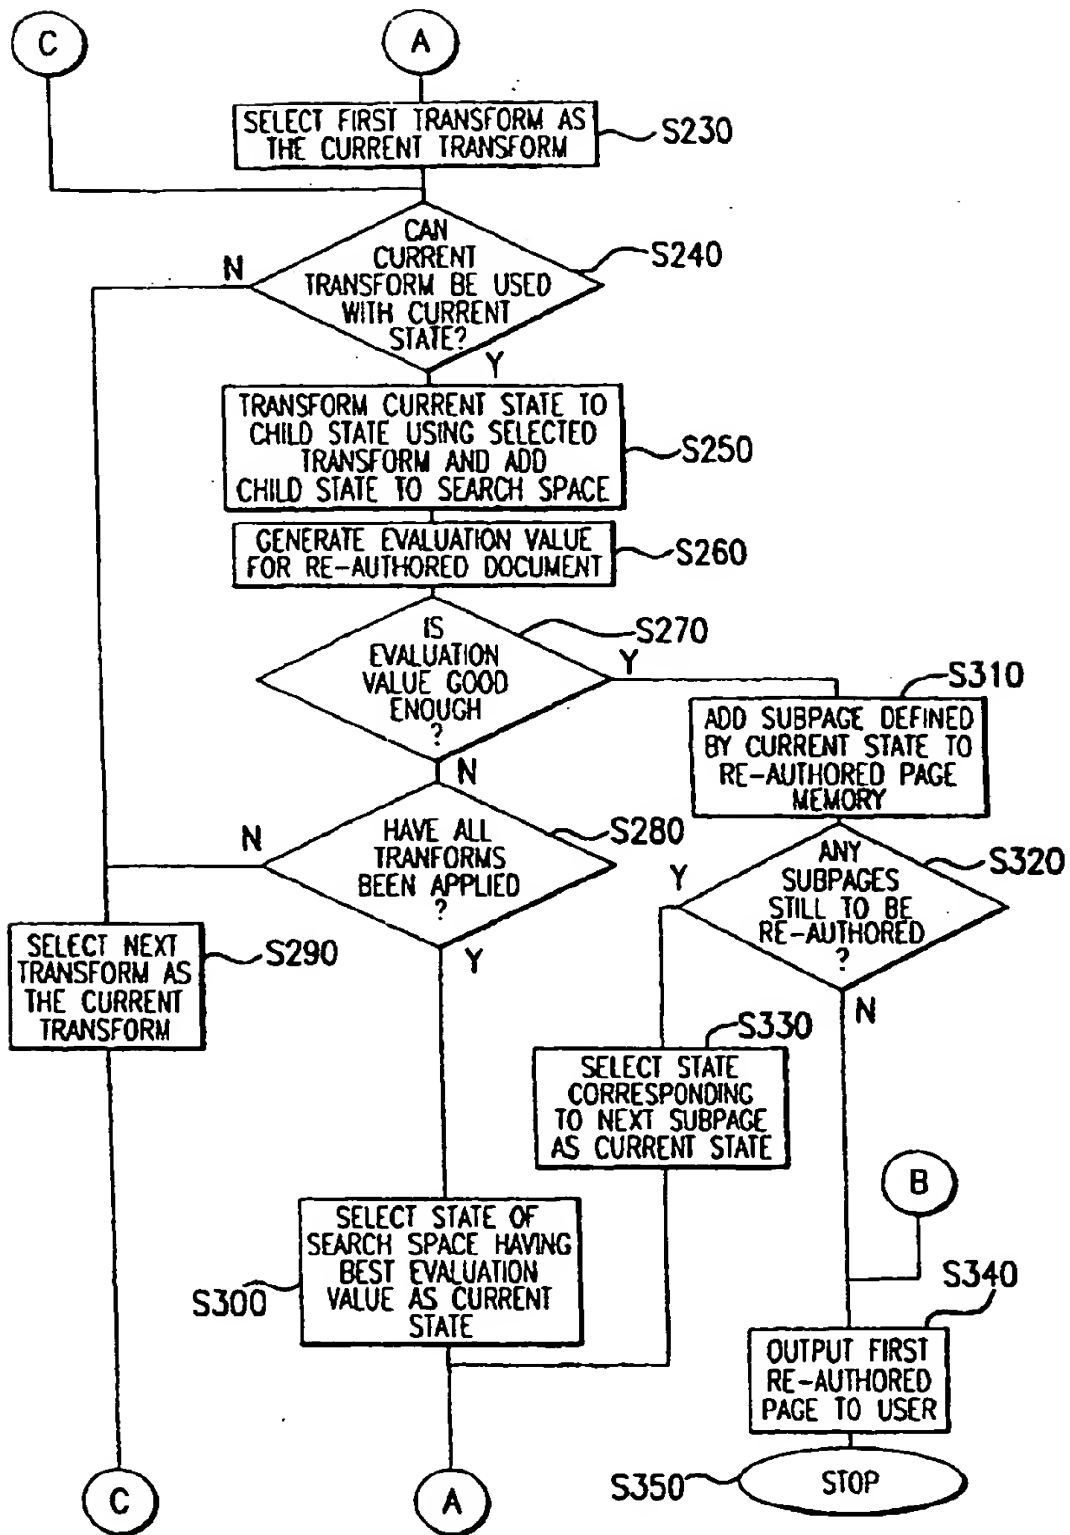 C
A
SELECT FIRST TRANSFORM AS
THE CURRENT TRANSFORM
S230
CAN
CURRENT
TRANSFORM BE USED
WITH CURRENT
STATE?
S240
N
Y
TRANSFORM CURRENT STATE TO
CHILD STATE USING SELECTED
TRANSFORM AND ADD
CHILD STATE TO SEARCH SPACE
S250
GENERATE EVALUATION VALUE
FOR RE-AUTHORED DOCUMENT
S260
IS
EVALUATION
VALUE GOOD
ENOUGH
?
S270
Y
N
ADD SUBPAGE DEFINED
BY CURRENT STATE TO
RE-AUTHORED PAGE
MEMORY
S310
HAVE ALL
TRANFORMS
BEEN APPLIED
?
S280
N
Y
ANY
SUBPAGES
STILL TO BE
RE-AUTHORED
?
S320
Y
N
SELECT NEXT
TRANSFORM AS
THE CURRENT
TRANSFORM
S290
SELECT STATE
CORRESPONDING
TO NEXT SUBPAGE
AS CURRENT STATE
S330
B
SELECT STATE OF
SEARCH SPACE HAVING
BEST EVALUATION
VALUE AS CURRENT
STATE
S300
OUTPUT FIRST
RE-AUTHORED
PAGE TO USER
S340
STOP
S350
C
A